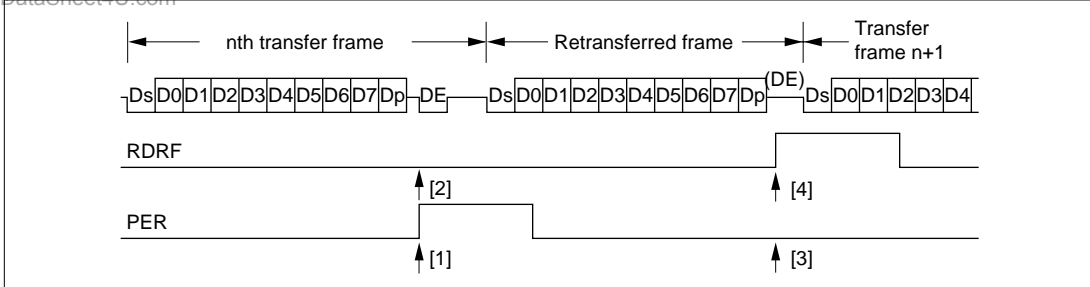 DataSheet4U.com
nth transfer frame Retransferred frame Transfer frame n+1
Ds D0 D1 D2 D3 D4 D5 D6 D7 Dp DE Ds D0 D1 D2 D3 D4 D5 D6 D7 Dp (DE) Ds D0 D1 D2 D3 D4
RDRF
[2] [4]
PER
[1] [3]